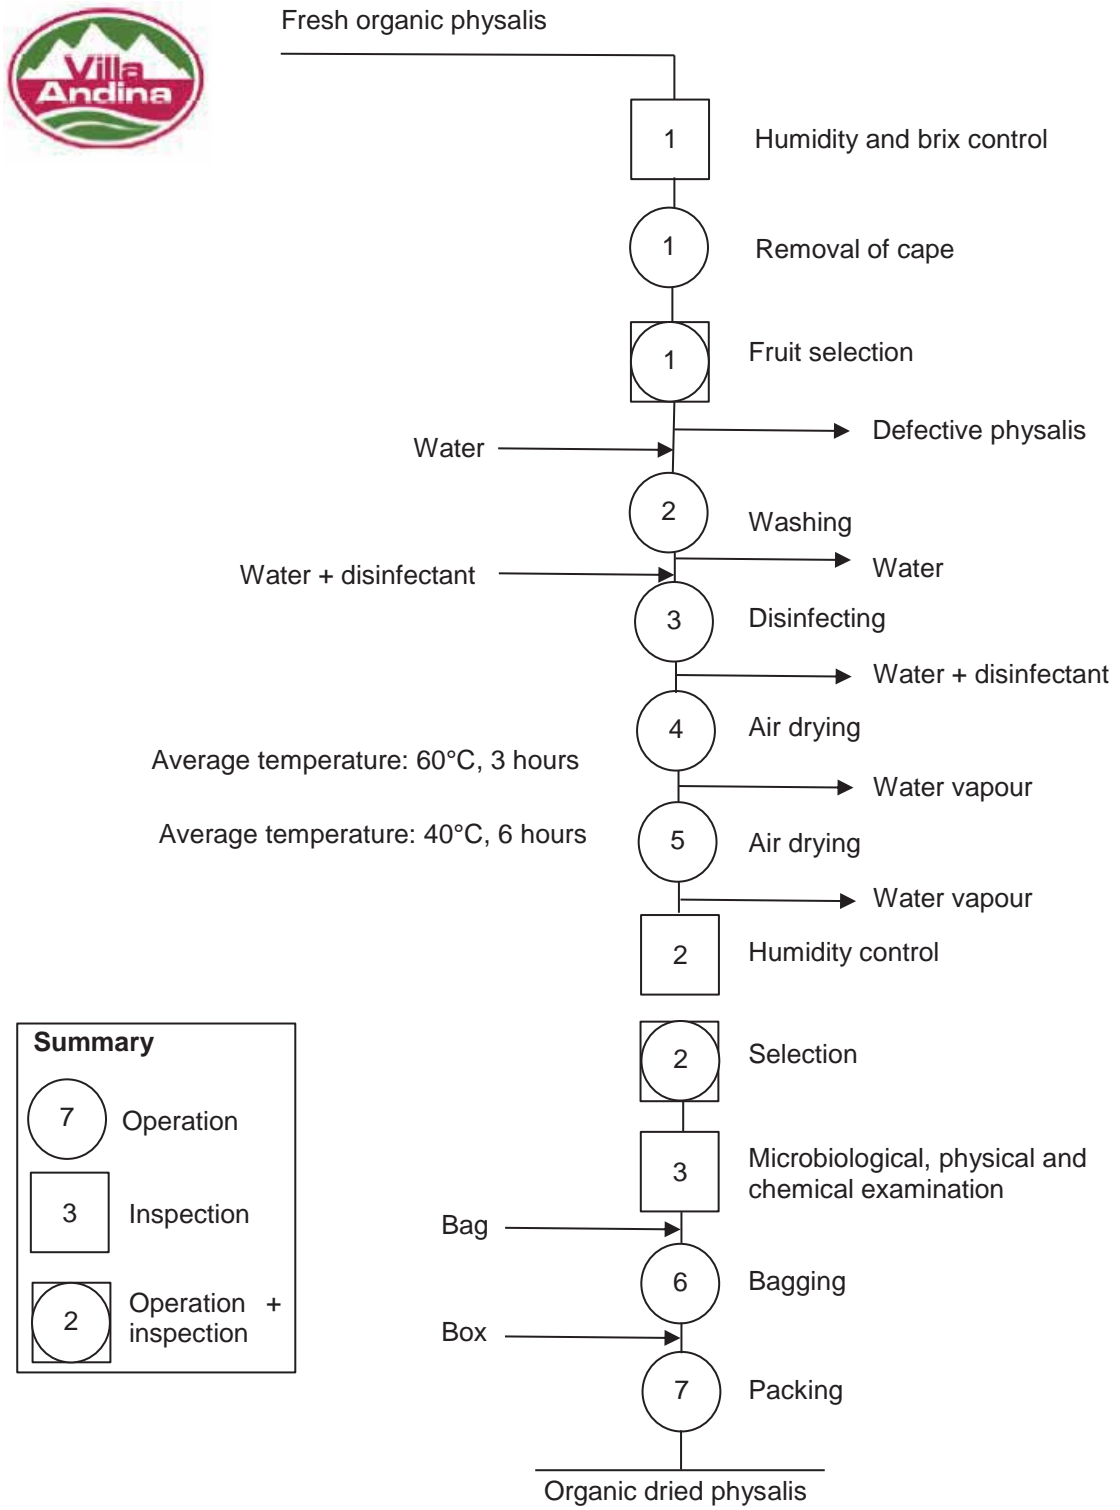 Fresh organic physalis
Villa
Andina
1
Humidity and brix control
1
Removal of cape
1
Fruit selection
Defective physalis
Water
2
Washing
Water
Water + disinfectant
3
Disinfecting
Water + disinfectant
4
Air drying
Average temperature: 60°C, 3 hours
Water vapour
Average temperature: 40°C, 6 hours
5
Air drying
Water vapour
2
Humidity control
2
Selection
3
Microbiological, physical and
chemical examination
Bag
6
Bagging
Box
7
Packing
Organic dried physalis
Summary
7
Operation
3
Inspection
2
Operation +
inspection